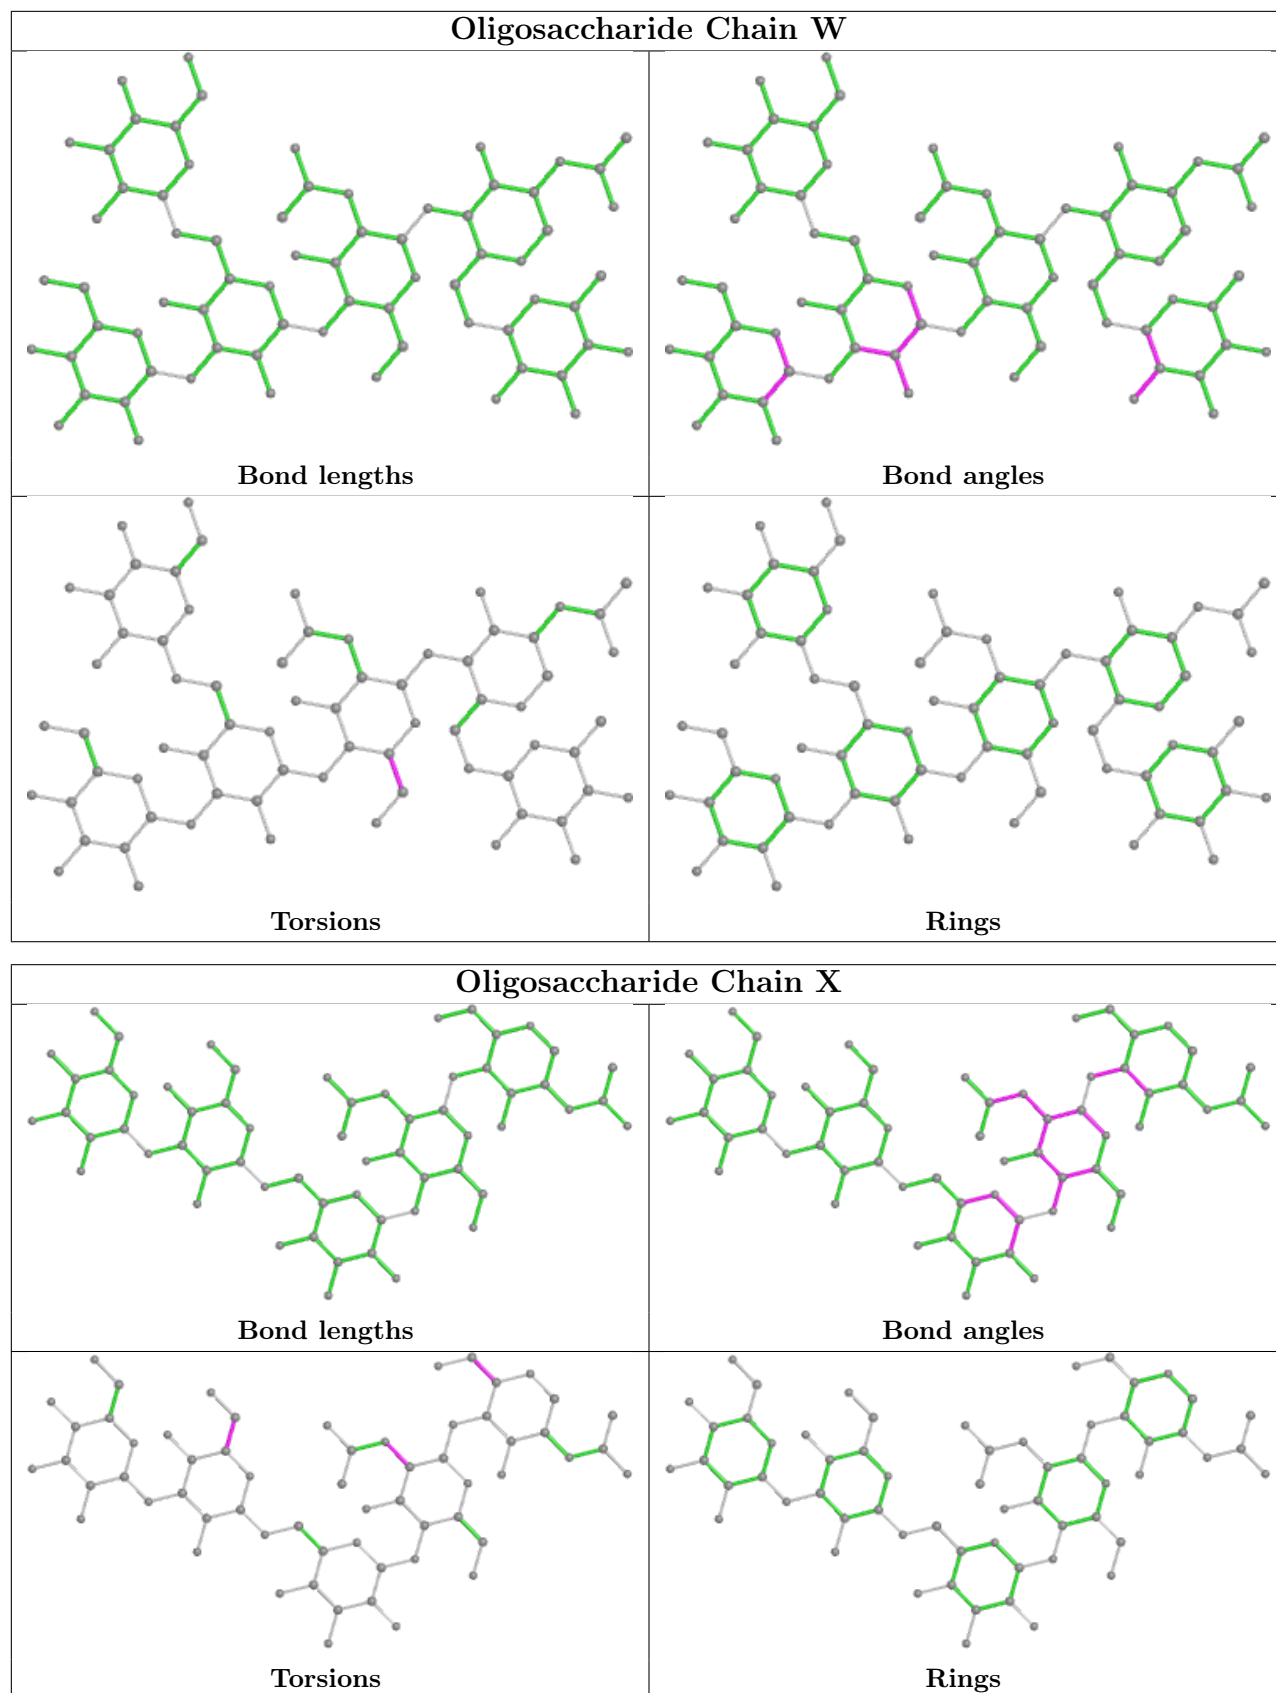 Oligosaccharide Chain W
Bond lengths
Bond angles
Torsions
Rings
Oligosaccharide Chain X
Bond lengths
Bond angles
Torsions
Rings